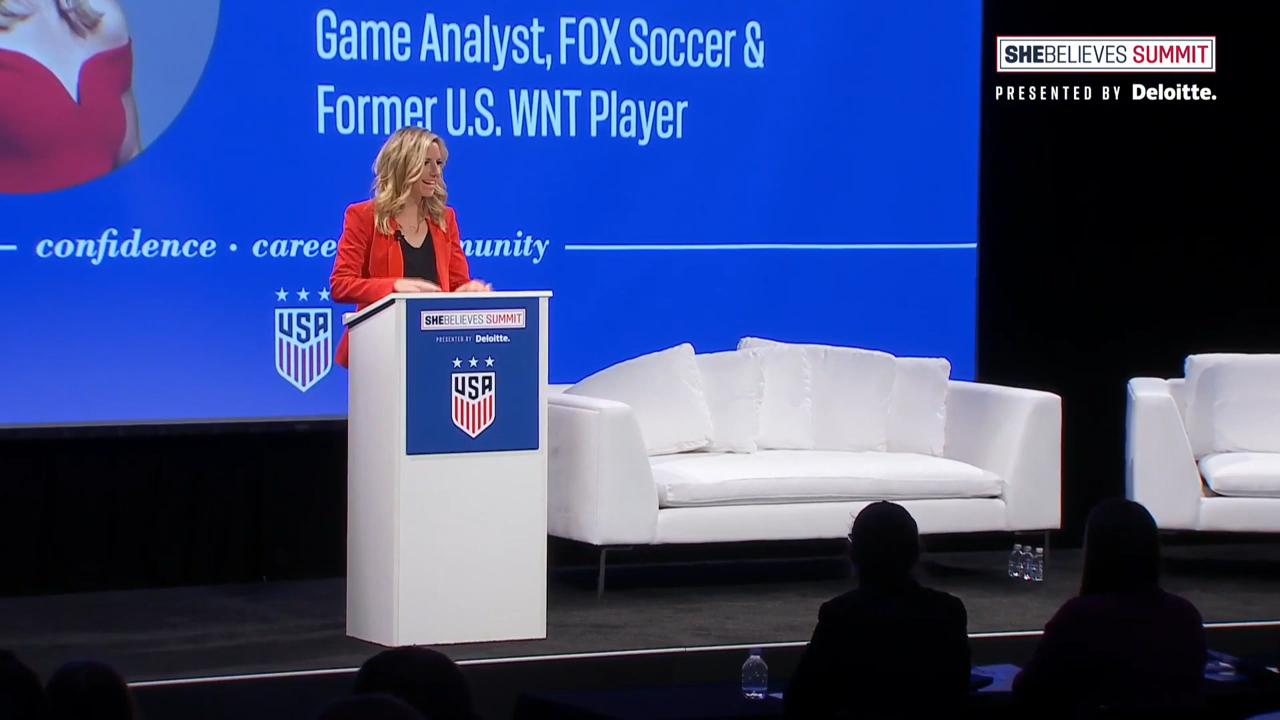 Game Analyst, FOX Soccer &
Former U.S. WNT Player
SHEBELIEVES SUMMIT
PRESENTED BY Deloitte.
confidence · caree
munity
USA
SHEBELIEVES SUMMIT
PRESENTED BY Deloitte.
USA